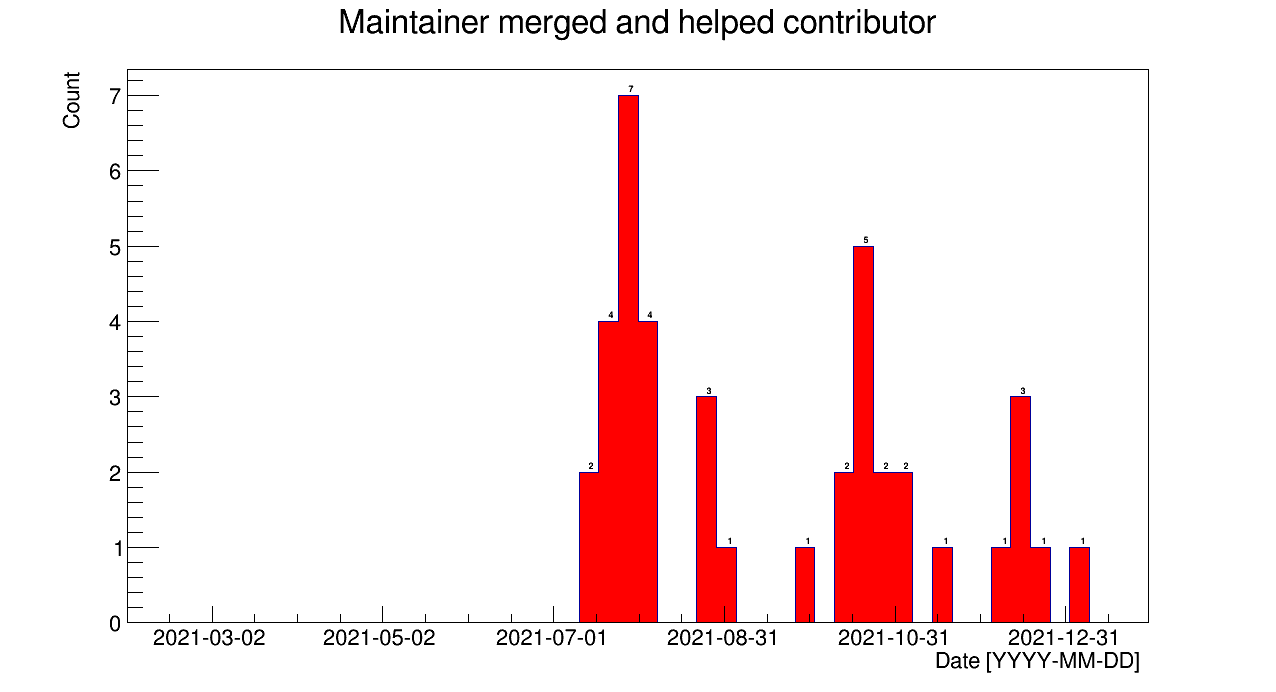 Maintainer merged and helped contributor
Count
7
6
5
4
3
2
1
0
2 4 7 4 3 1 1 2 5 2 2 1 1 3 1 1
2021-03-02 2021-05-02 2021-07-01 2021-08-31 2021-10-31 2021-12-31
Date [YYYY-MM-DD]